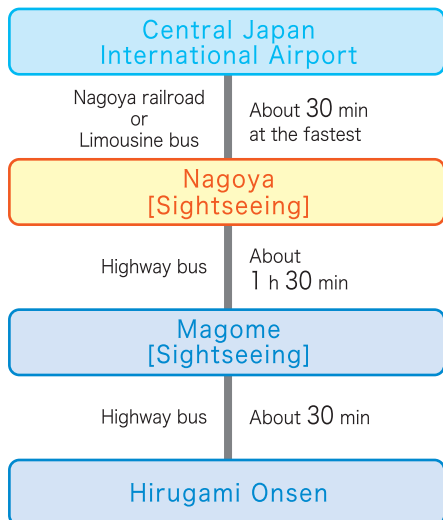 Central Japan
International Airport
Nagoya railroad
or
Limousine bus
About 30 min
at the fastest
Nagoya
[Sightseeing]
Highway bus
About
1 h 30 min
Magome
[Sightseeing]
Highway bus
About 30 min
Hirugami Onsen